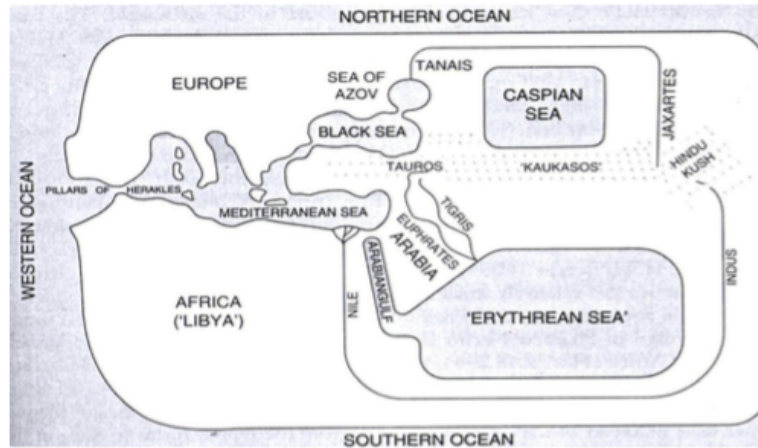 NORTHERN OCEAN
EUROPE
SEA OF
AZOV
TANAIS
CASPIAN
SEA
JAXARTES
BLACK SEA
HINDU
KUSH
TAUROS
'KAUKASOS'
PILLARS OF HERAKLES
MEDITERRANEAN SEA
WESTERN OCEAN
TIGRIS
EUPHRATES
ARABIA
ARABIAN GULF
NILE
INDUS
AFRICA
('LIBYA')
'ERYTHREAN SEA'
SOUTHERN OCEAN